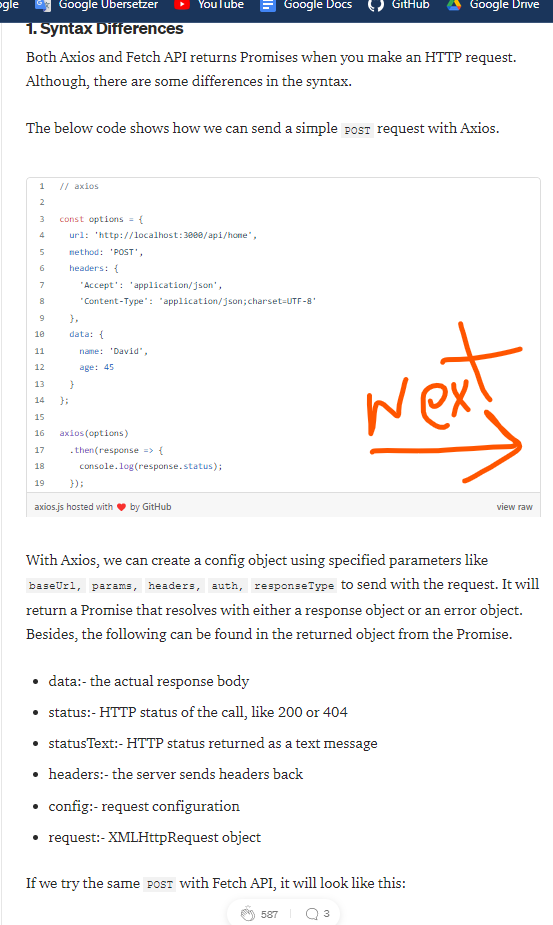 gle Google Übersetzer YouTube Google Docs GitHub Google Drive
1. Syntax Differences
Both Axios and Fetch API returns Promises when you make an HTTP request.
Although, there are some differences in the syntax.
The below code shows how we can send a simple POST request with Axios.
1 // axios
2
3 const options = {
4 url: 'http://localhost:3000/api/home',
5 method: 'POST',
6 headers: {
7 'Accept': 'application/json',
8 'Content-Type': 'application/json;charset=UTF-8'
9 },
10 data: {
11 name: 'David',
12 age: 45
13 }
14 };
15
16 axios(options)
17 .then(response => {
18 console.log(response.status);
19 });
Next
axios.js hosted with ❤ by GitHub view raw
With Axios, we can create a config object using specified parameters like
baseUrl, params, headers, auth, responseType to send with the request. It will
return a Promise that resolves with either a response object or an error object.
Besides, the following can be found in the returned object from the Promise.
• data:- the actual response body
• status:- HTTP status of the call, like 200 or 404
• statusText:- HTTP status returned as a text message
• headers:- the server sends headers back
• config:- request configuration
• request:- XMLHttpRequest object
If we try the same POST with Fetch API, it will look like this:
587 3